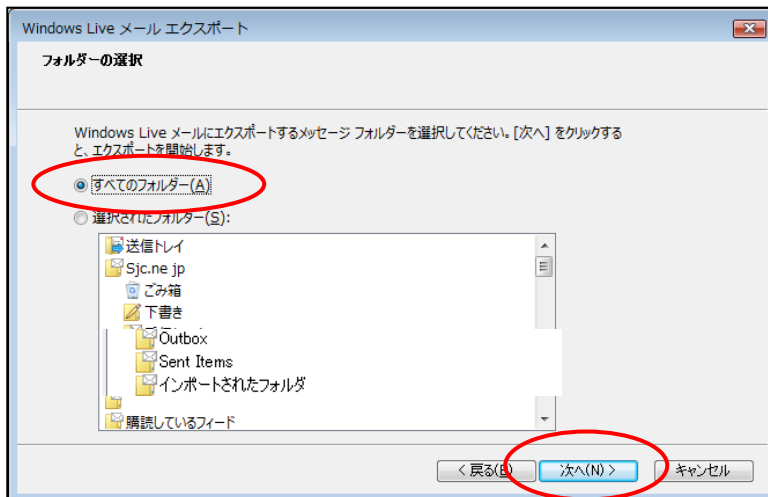 Windows Live メール エクスポート
フォルダーの選択
Windows Live メールにエクスポートするメッセージ フォルダーを選択してください。[次へ] をクリックする
と、エクスポートを開始します。
すべてのフォルダー(A)
選択されたフォルダー(S):
送信トレイ
Sjc.ne jp
ごみ箱
下書き
Outbox
Sent Items
インポートされたフォルダ
購読しているフィード
< 戻る(B) 次へ(N) > キャンセル